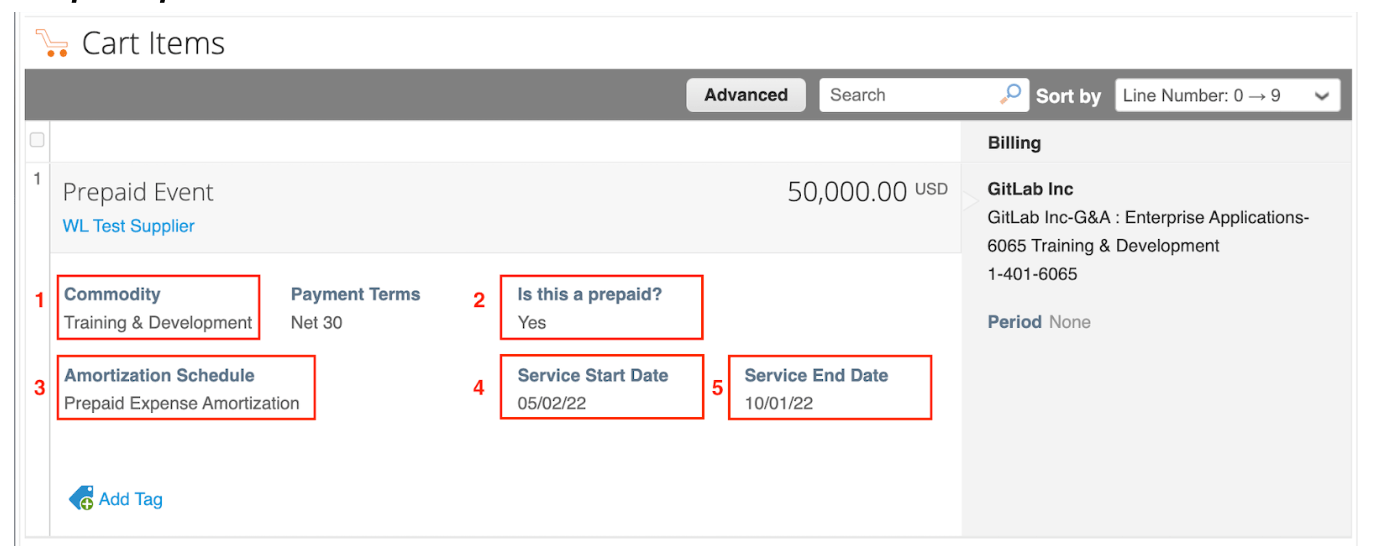 Cart Items
Advanced
Search
Sort by
Line Number: 0 → 9
Billing
1
Prepaid Event
50,000.00 USD
WL Test Supplier
GitLab Inc
GitLab Inc-G&A : Enterprise Applications-
6065 Training & Development
1-401-6065
Period None
1
Commodity
Training & Development
Payment Terms
Net 30
2
Is this a prepaid?
Yes
3
Amortization Schedule
Prepaid Expense Amortization
4
Service Start Date
05/02/22
5
Service End Date
10/01/22
Add Tag